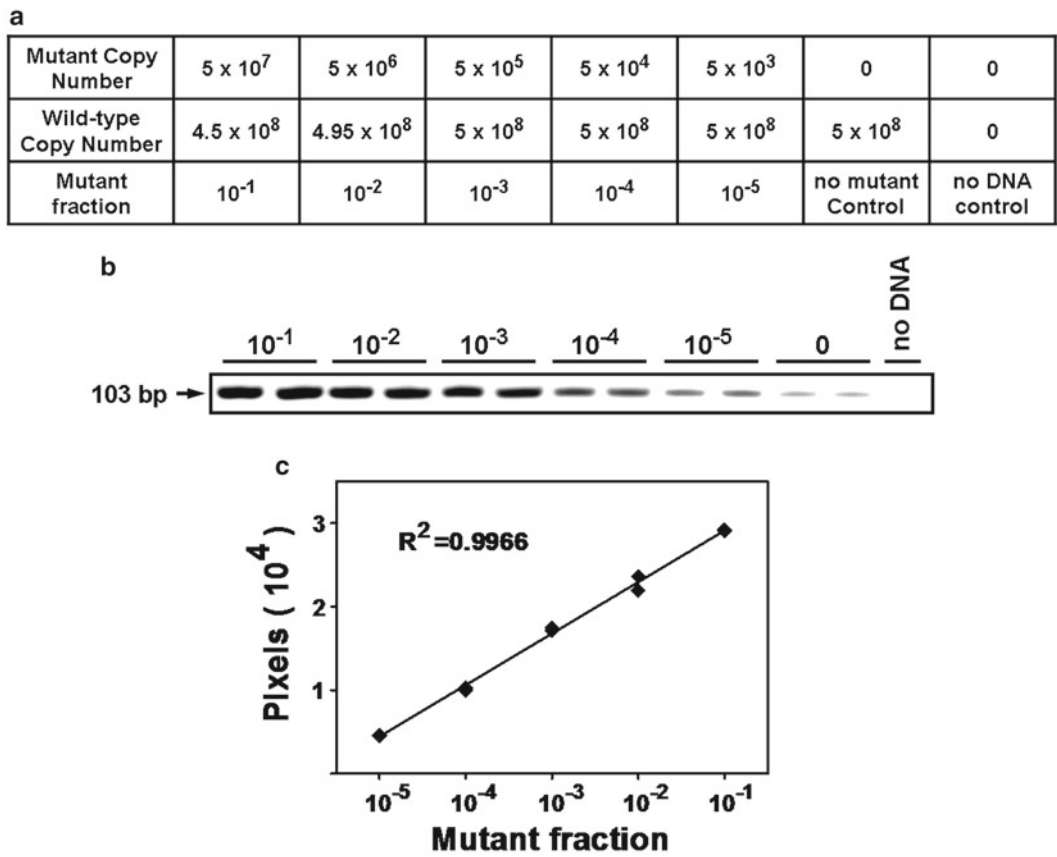 a
Mutant Copy Number 5 x 10^7 5 x 10^6 5 x 10^5 5 x 10^4 5 x 10^3 0 0
Wild-type Copy Number 4.5 x 10^8 4.95 x 10^8 5 x 10^8 5 x 10^8 5 x 10^8 5 x 10^8 0
Mutant fraction 10^-1 10^-2 10^-3 10^-4 10^-5 no mutant Control no DNA control
b
10^-1 10^-2 10^-3 10^-4 10^-5 0 no DNA
103 bp →
c
R^2=0.9966
Pixels ( 10^4 )
3
2
1
10^-5 10^-4 10^-3 10^-2 10^-1
Mutant fraction